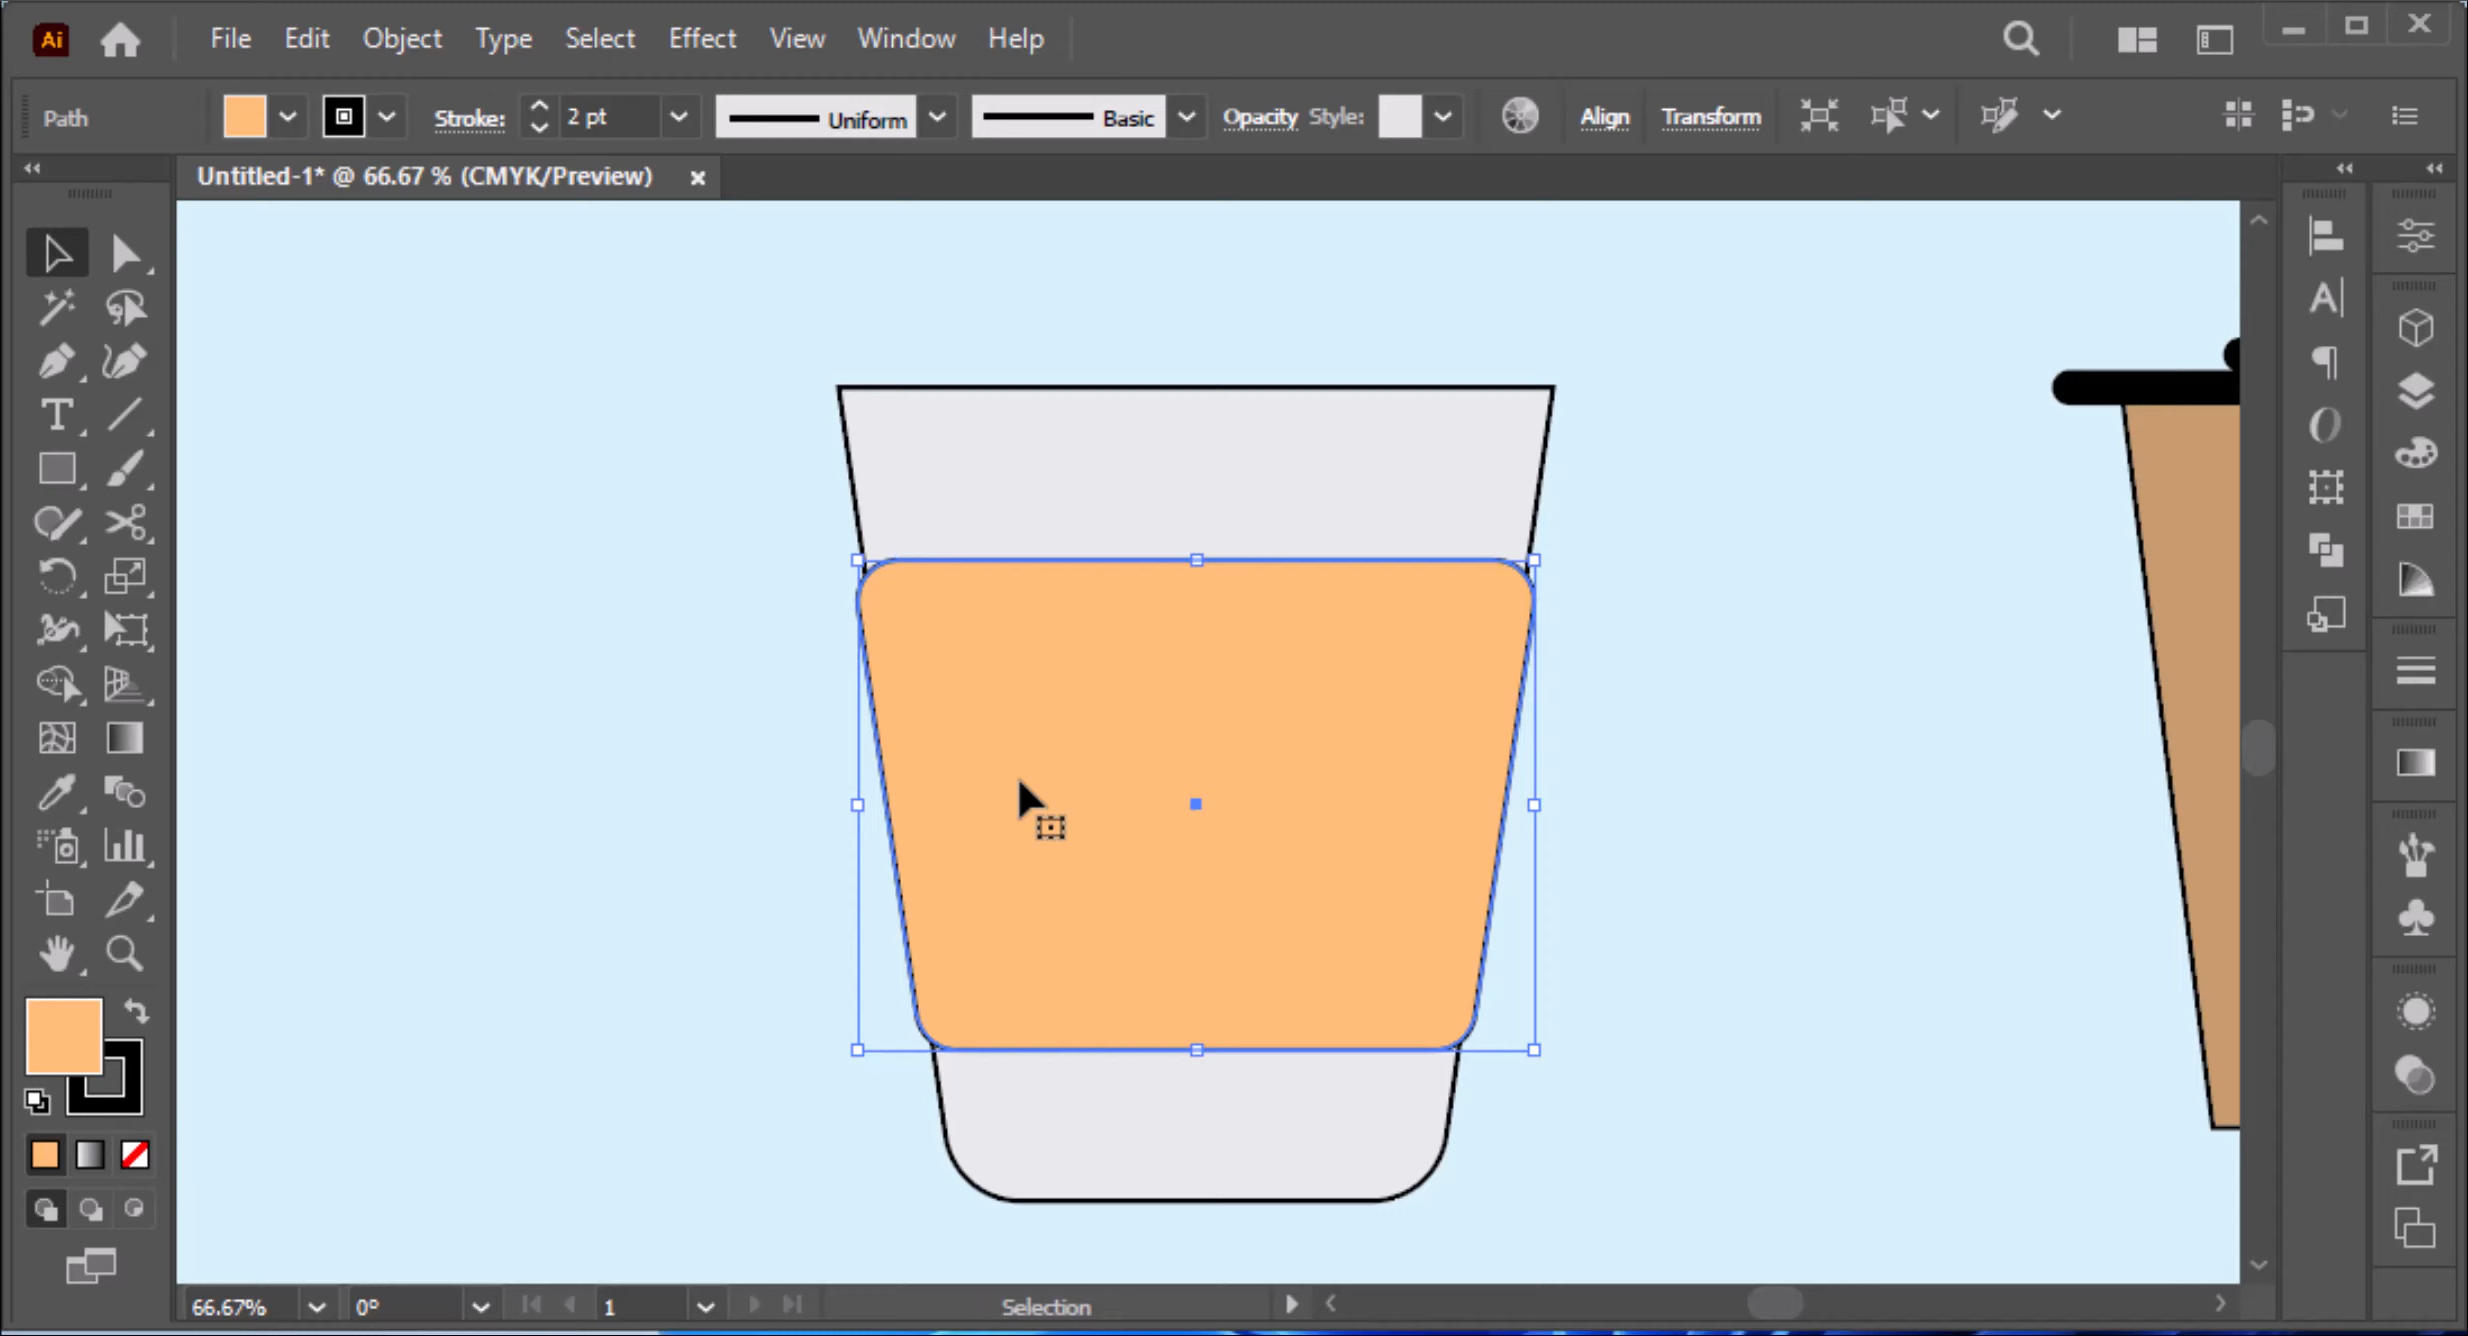 Ai File Edit Object Type Select Effect View Window Help
Path Stroke: 2 pt Uniform Basic Opacity Style: Align Transform
Untitled-1* @ 66.67 % (CMYK/Preview)
66.67% 0° 1 Selection